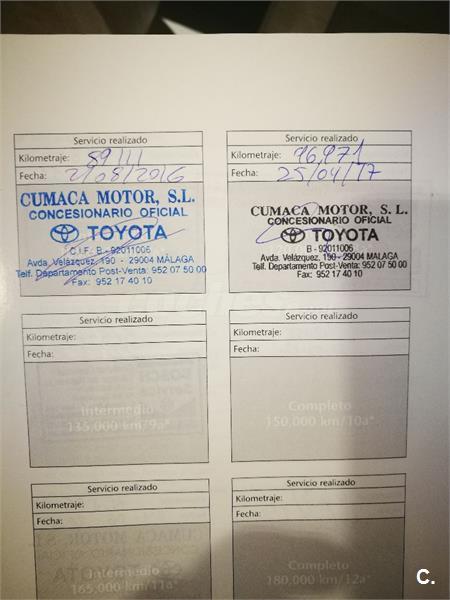 Servicio realizado
Kilometraje: 89111
Fecha: 2/08/2016
CUMACA MOTOR, S.L.
CONCESIONARIO OFICIAL
TOYOTA
C.I.F. B - 92011006
Avda. Velázquez, 190 - 29004 MÁLAGA
Telf. Departamento Post-Venta: 952 07 50 00
Fax: 952 17 40 10
Servicio realizado
Kilometraje: 96,971
Fecha: 25/04/17
CUMACA MOTOR, S.L.
CONCESIONARIO OFICIAL
TOYOTA
B - 92011006
Avda. Velázquez, 190 - 29004 MÁLAGA
Telf. Departamento Post-Venta: 952 07 50 00
Fax: 952 17 40 10
Servicio realizado
Kilometraje:
Fecha:
Intermedio
135,000 km/9a*
Servicio realizado
Kilometraje:
Fecha:
Completo
150,000 km/10a*
Servicio realizado
Kilometraje:
Fecha:
Intermedio
165,000 km/11a*
Servicio realizado
Kilometraje:
Fecha:
Completo
180,000 km/12a*
C.